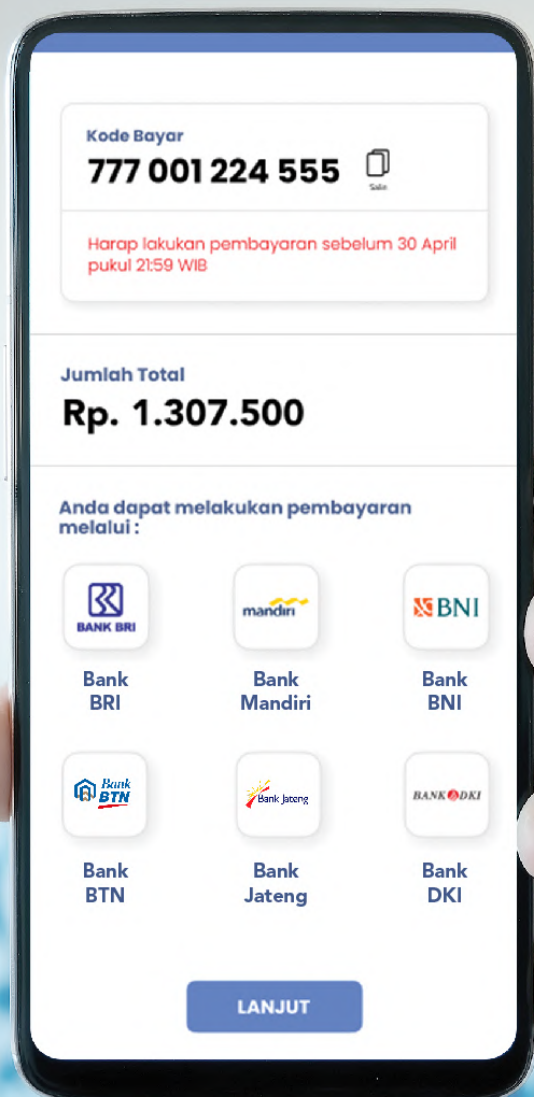 Kode Bayar
777 001 224 555
Salin
Harap lakukan pembayaran sebelum 30 April
pukul 21:59 WIB
Jumlah Total
Rp. 1.307.500
Anda dapat melakukan pembayaran
melalui :
BANK BRI
mandiri
BNI
Bank
BRI
Bank
Mandiri
Bank
BNI
Bank
BTN
Bank Jateng
BANK DKI
Bank
BTN
Bank
Jateng
Bank
DKI
LANJUT